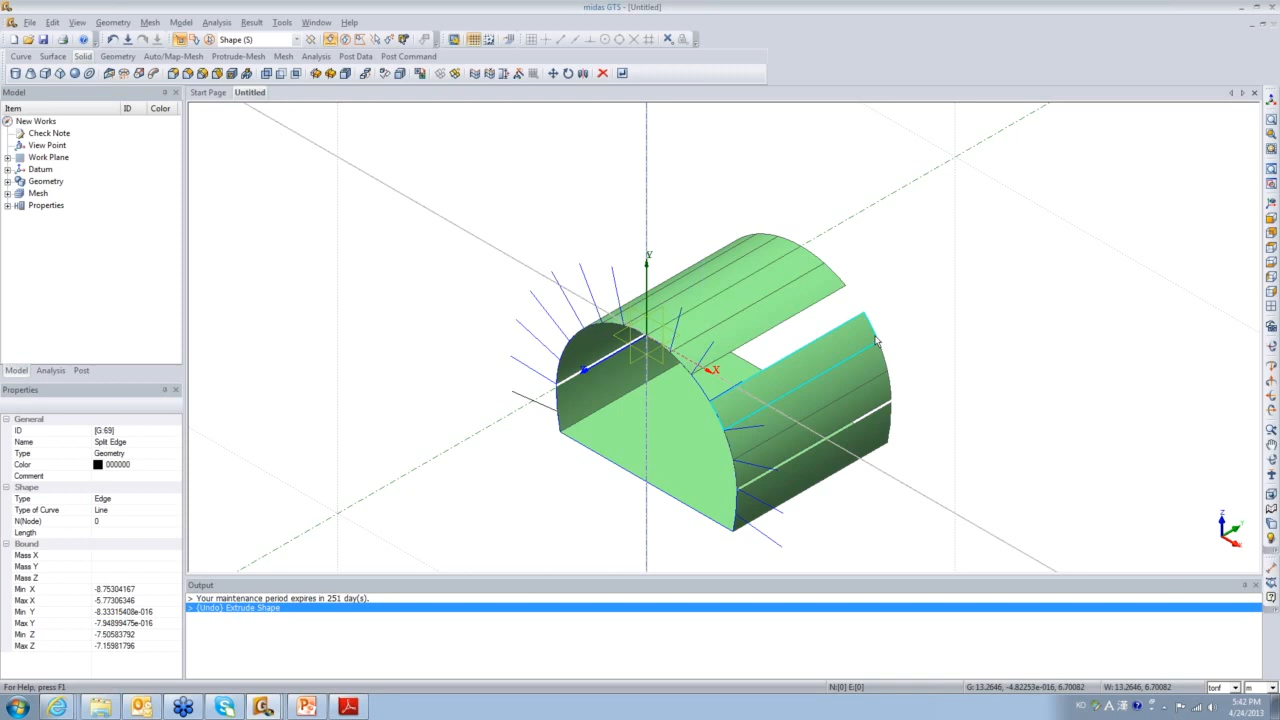 midas GTS - [Untitled]
File Edit View Geometry Mesh Model Analysis Result Tools Window Help
Shape (S)
Curve Surface Solid Geometry Auto/Map-Mesh Protrude-Mesh Mesh Analysis Post Data Post Command
Model
Start Page Untitled
Item ID Color
New Works
Check Note
View Point
Work Plane
Datum
Geometry
Mesh
Properties
Y
X
Model Analysis Post
Properties
General
ID [G:69]
Name Split Edge
Type Geometry
Color 000000
Comment
Shape
Type Edge
Type of Curve Line
N(Node) 0
Length
Bound
Mass X
Mass Y
Mass Z
Min X -8.75304167
Max X -5.77306346
Min Y -8.33315408e-016
Max Y -7.94899475e-016
Min Z -7.50583792
Max Z -7.15981796
Z
Output
> Your maintenance period expires in 251 day(s).
> {Undo} Extrude Shape
For Help, press F1
N:[0] E:[0]
G: 13.2646, -4.82253e-016, 6.70082
W: 13.2646, 6.70082
tonf
m
KO A 漢
5:42 PM
4/24/2013